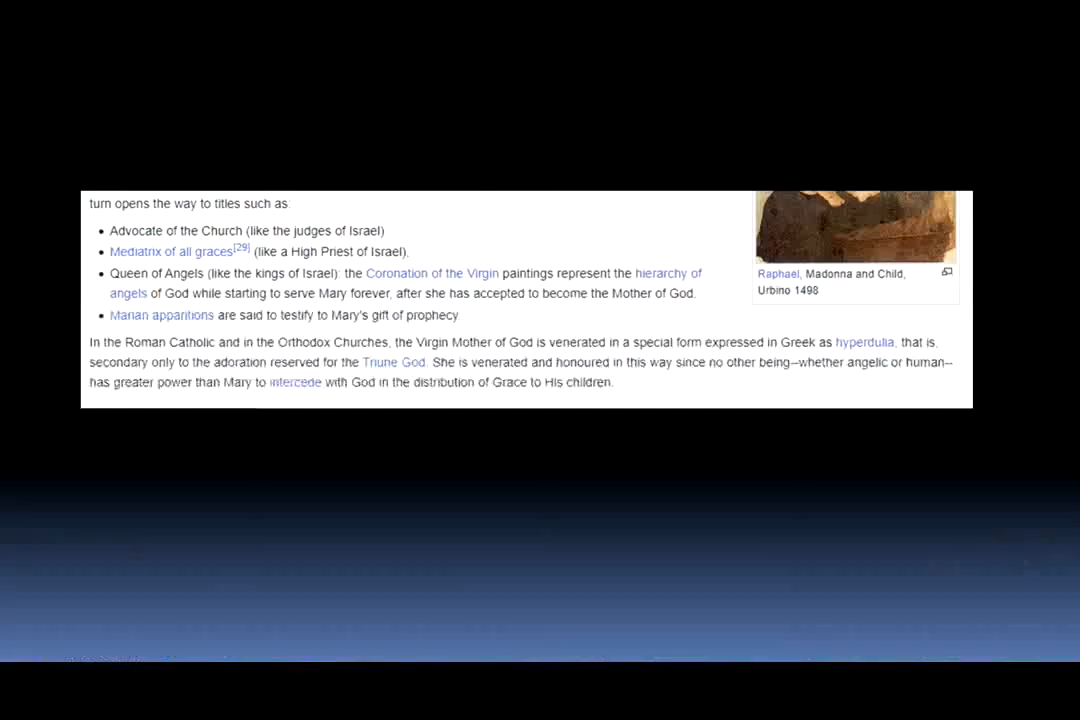 turn opens the way to titles such as:
Advocate of the Church (like the judges of Israel)
Mediatrix of all graces[29] (like a High Priest of Israel).
Queen of Angels (like the kings of Israel): the Coronation of the Virgin paintings represent the hierarchy of
angels of God while starting to serve Mary forever, after she has accepted to become the Mother of God.
Marian apparitions are said to testify to Mary's gift of prophecy
In the Roman Catholic and in the Orthodox Churches, the Virgin Mother of God is venerated in a special form expressed in Greek as hyperdulia, that is,
secondary only to the adoration reserved for the Triune God. She is venerated and honoured in this way since no other being--whether angelic or human--
has greater power than Mary to intercede with God in the distribution of Grace to His children.
Raphael, Madonna and Child,
Urbino 1498